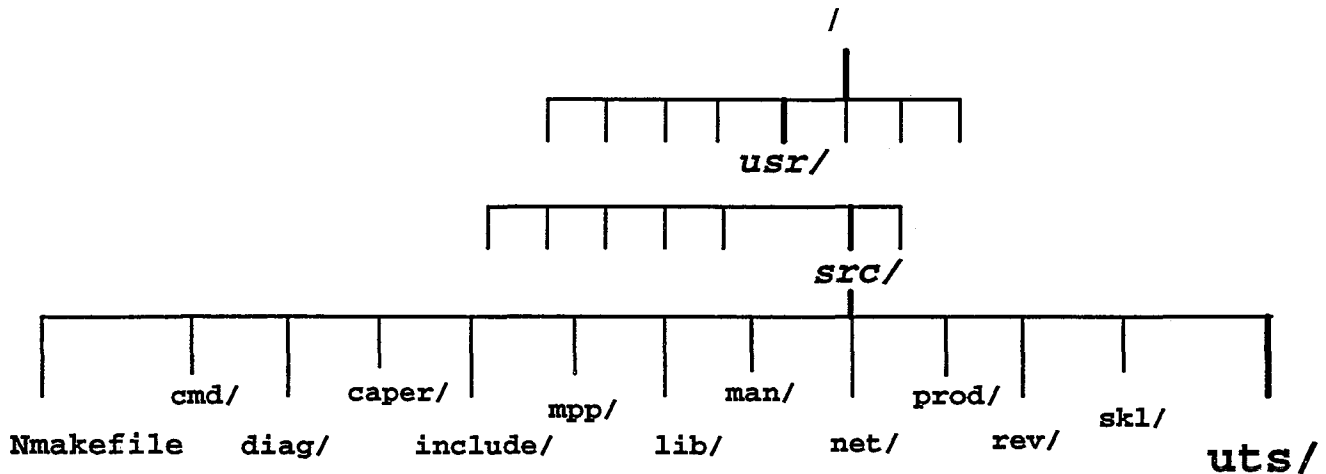 /
usr/
src/
cmd/ caper/ mpp/ man/ prod/ skl/
Nmakefile diag/ include/ lib/ net/ rev/ uts/